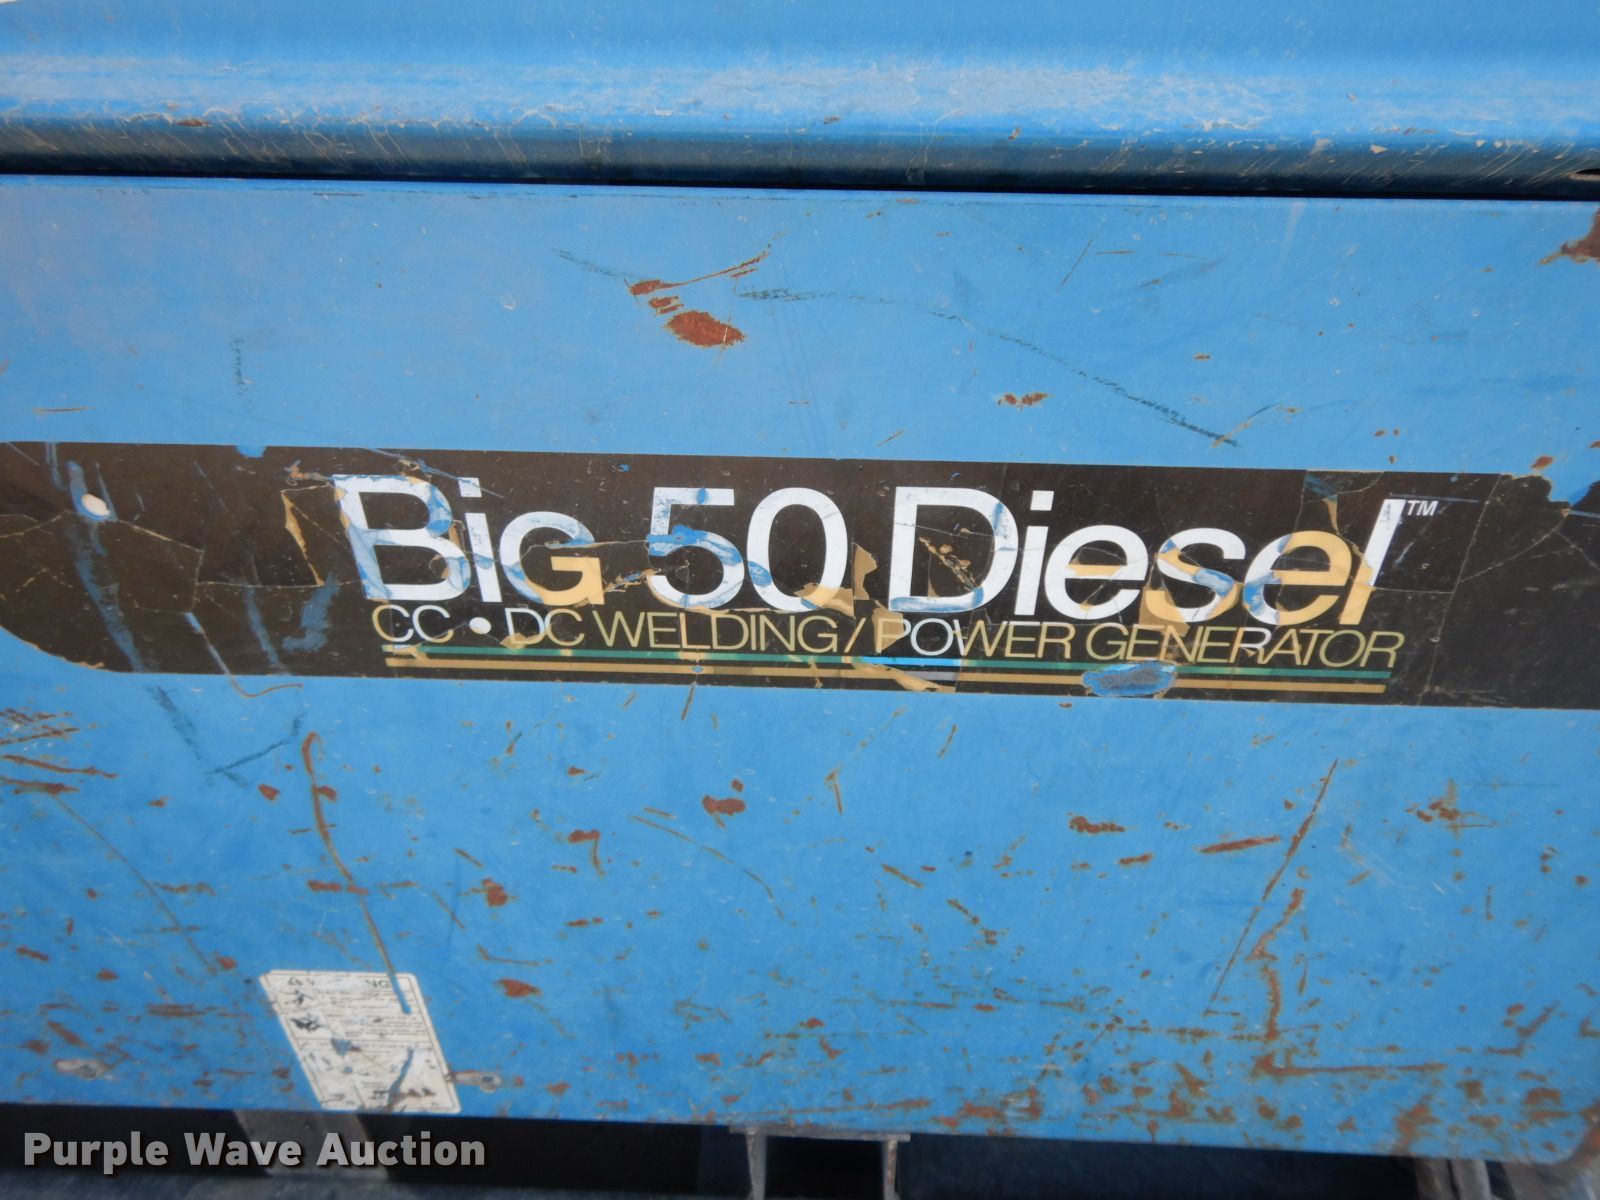 Big 50 Diesel™
CC • DC WELDING/POWER GENERATOR
Purple Wave Auction